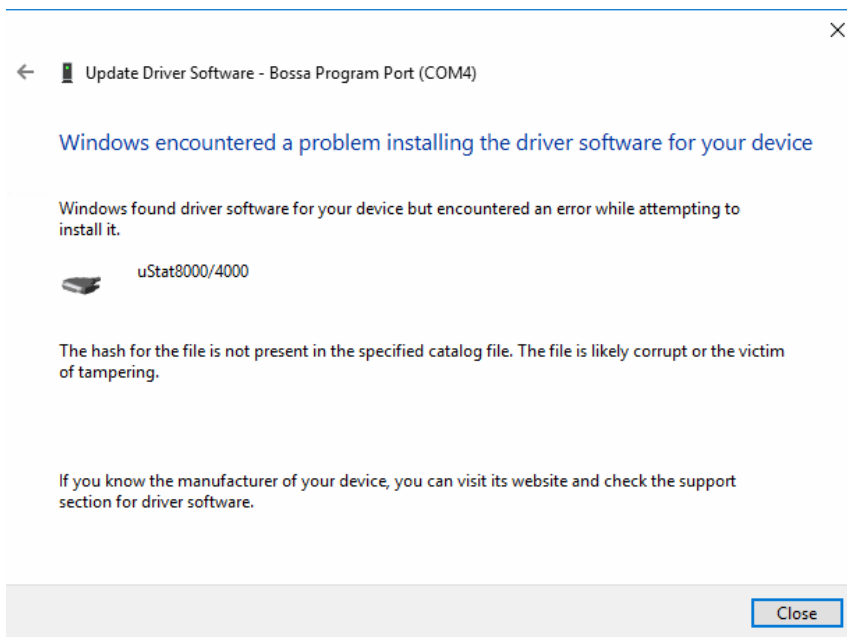 Update Driver Software - Bossa Program Port (COM4)
Windows encountered a problem installing the driver software for your device
Windows found driver software for your device but encountered an error while attempting to
install it.
uStat8000/4000
The hash for the file is not present in the specified catalog file. The file is likely corrupt or the victim
of tampering.
If you know the manufacturer of your device, you can visit its website and check the support
section for driver software.
Close